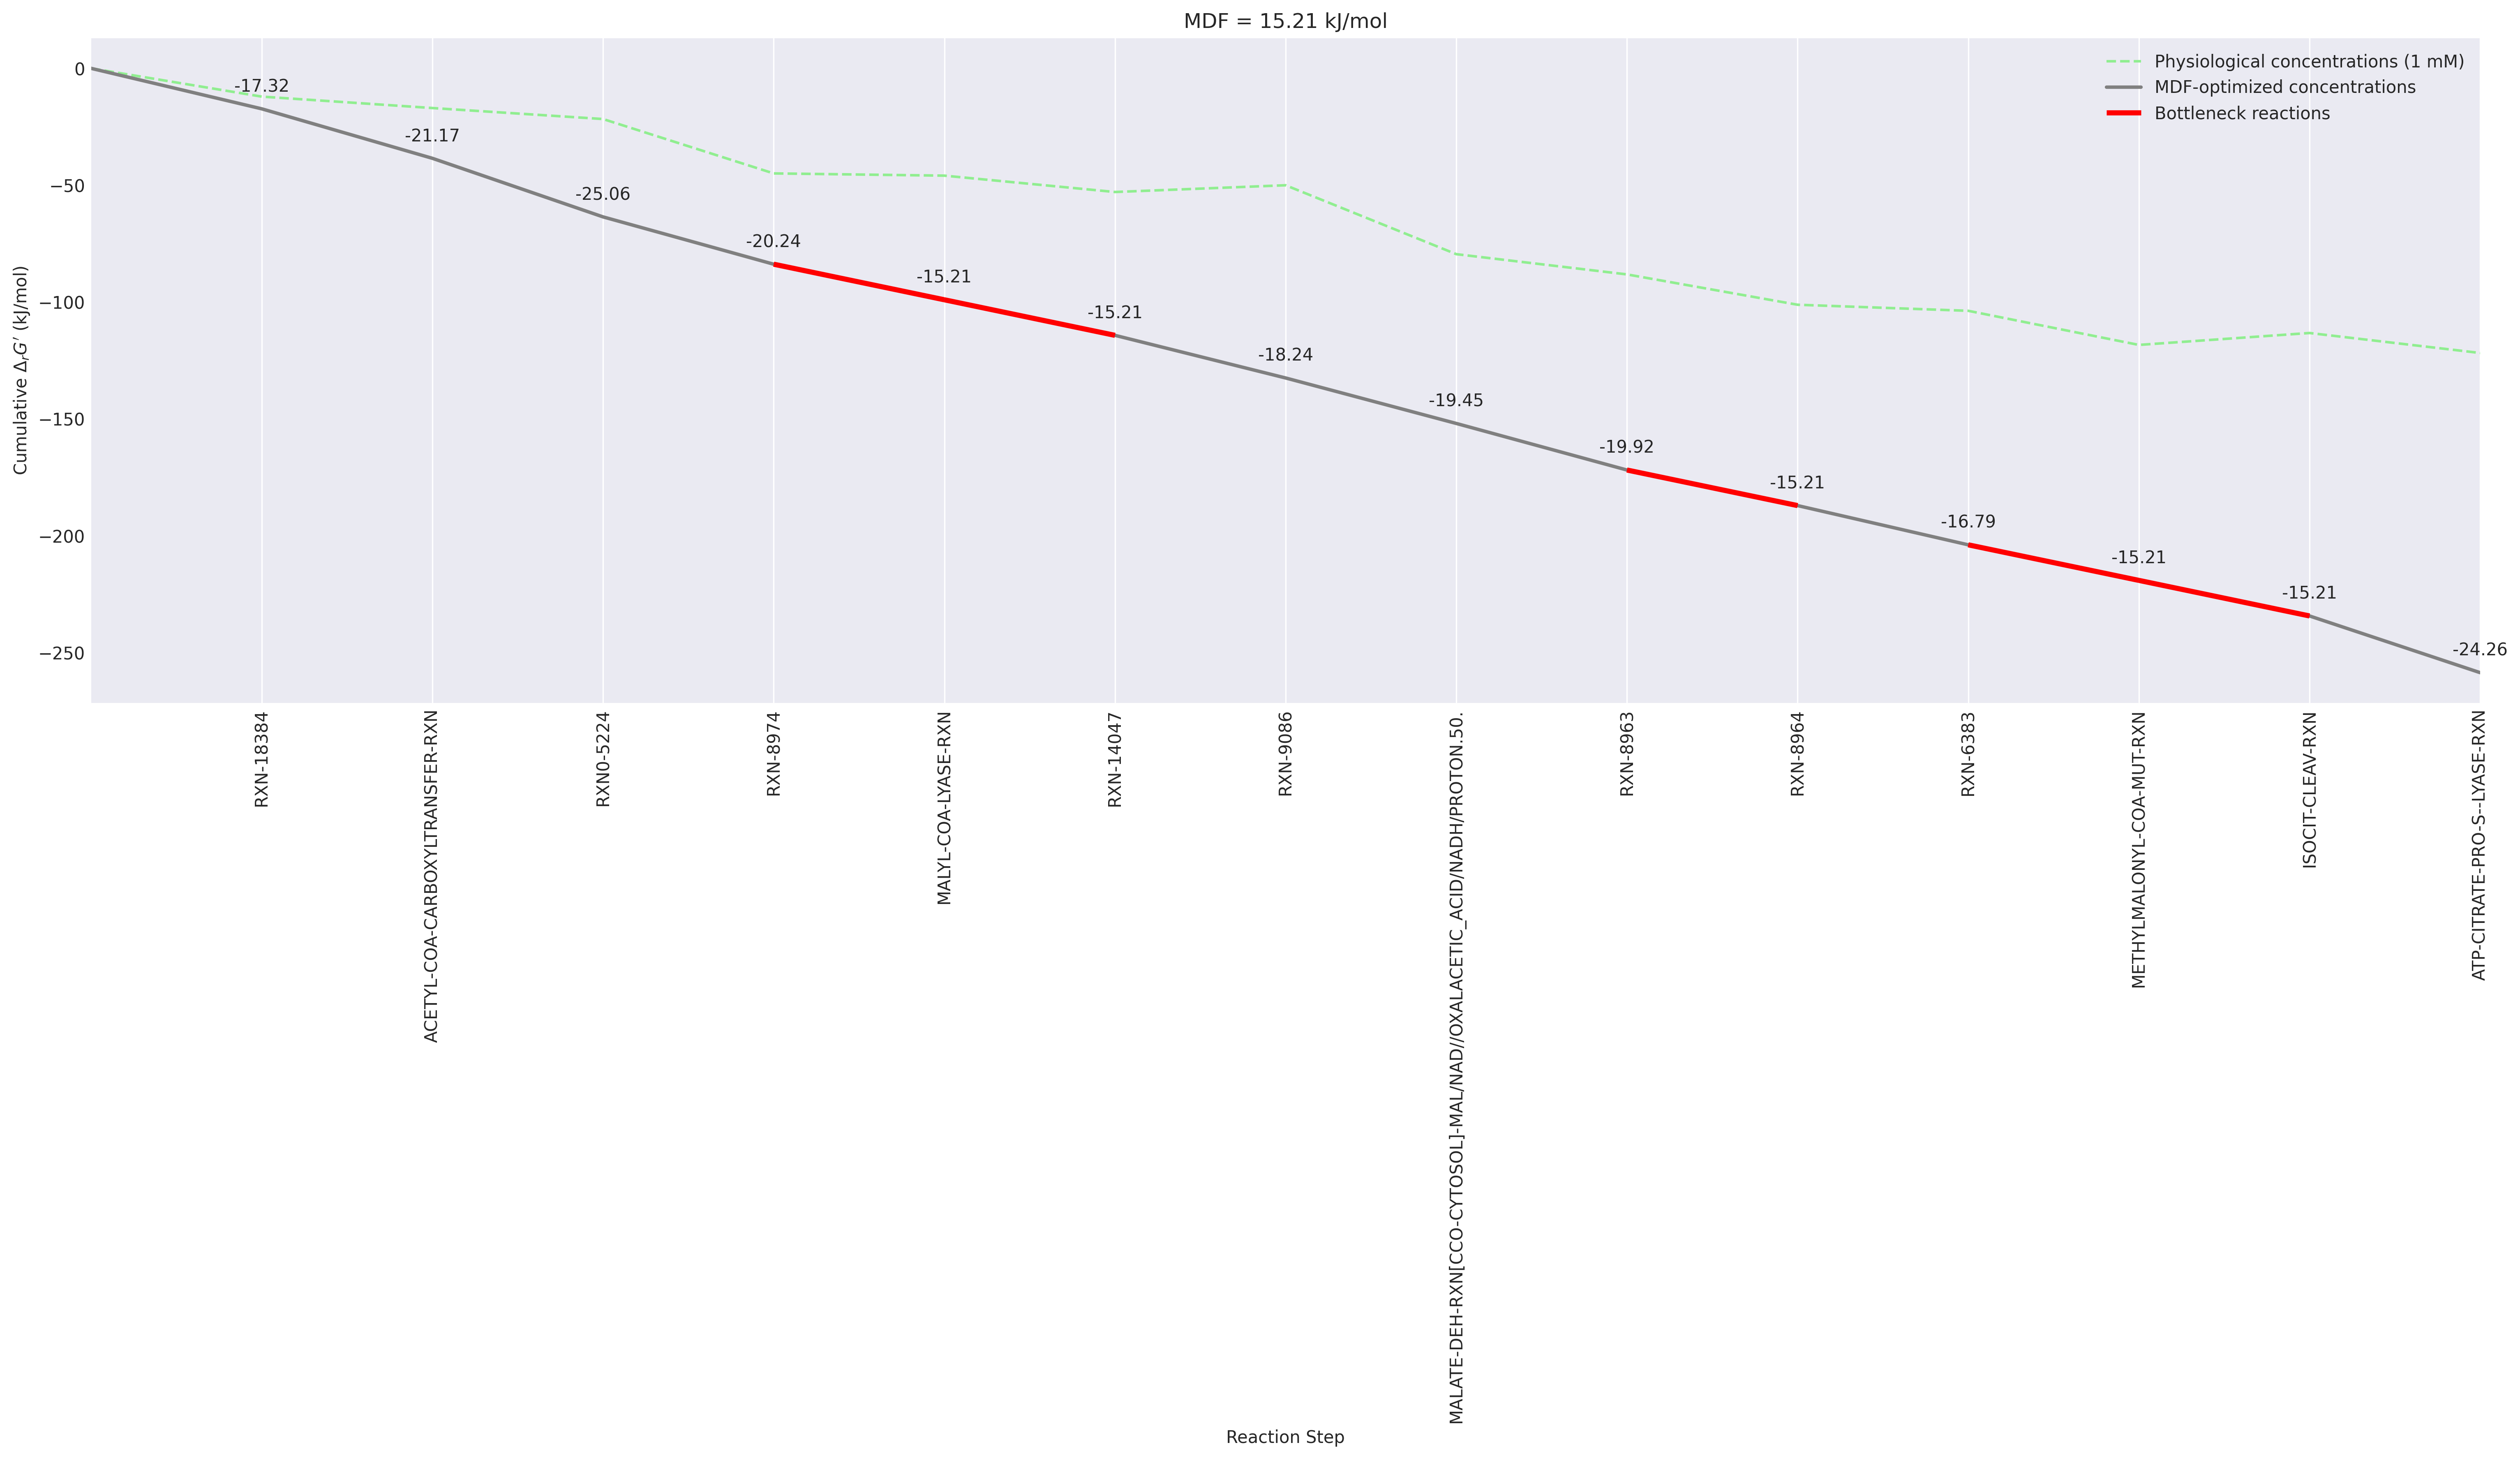 MDF = 15.21 kJ/mol
Physiological concentrations (1 mM)
MDF-optimized concentrations
Bottleneck reactions
Cumulative ΔrG′ (kJ/mol)
0
−50
−100
−150
−200
−250
-17.32
-21.17
-25.06
-20.24
-15.21
-15.21
-18.24
-19.45
-19.92
-15.21
-16.79
-15.21
-15.21
-24.26
RXN-18384
ACETYL-COA-CARBOXYLTRANSFER-RXN
RXN0-5224
RXN-8974
MALYL-COA-LYASE-RXN
RXN-14047
RXN-9086
MALATE-DEH-RXN[CCO-CYTOSOL]-MAL/NAD//OXALACETIC_ACID/NADH/PROTON.50.
RXN-8963
RXN-8964
RXN-6383
METHYLMALONYL-COA-MUT-RXN
ISOCIT-CLEAV-RXN
ATP-CITRATE-PRO-S--LYASE-RXN
Reaction Step